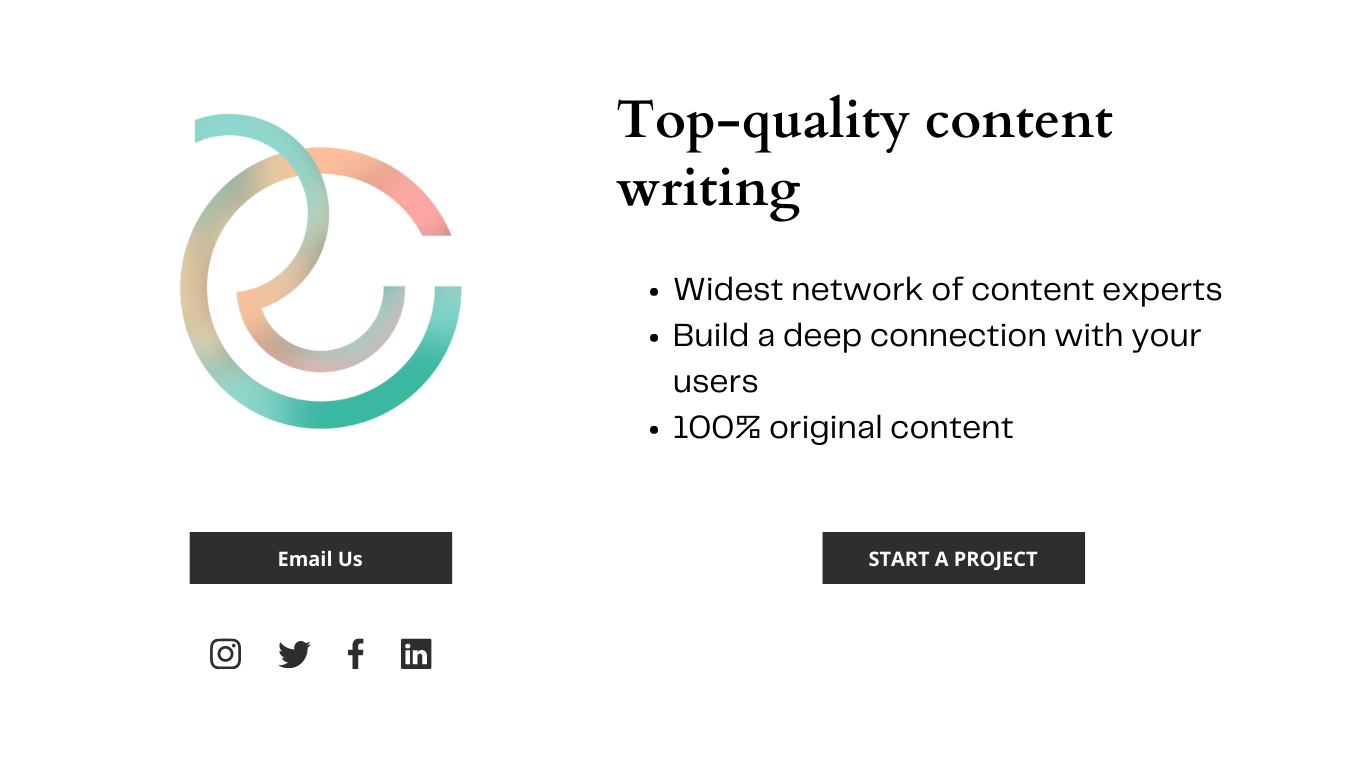 Top-quality content
writing
• Widest network of content experts
• Build a deep connection with your
users
• 100% original content
Email Us
START A PROJECT